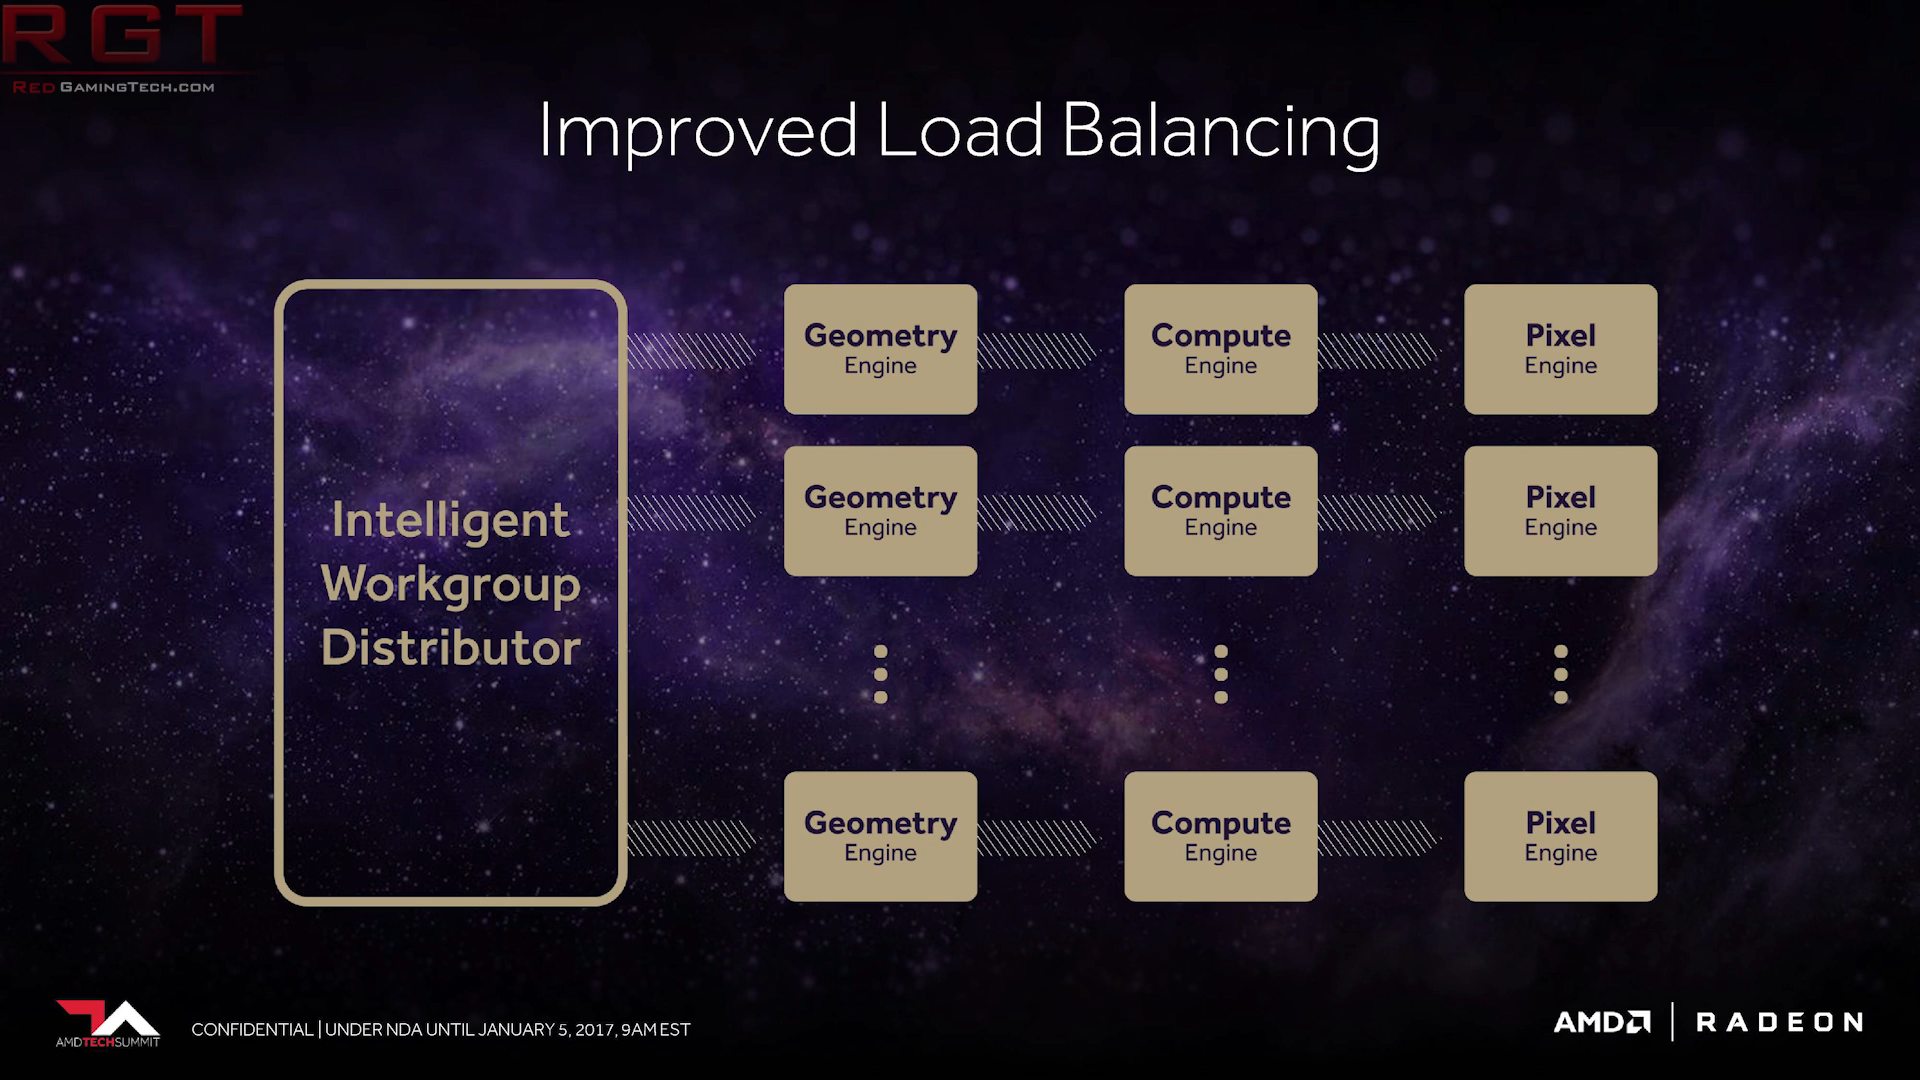 RGT
RED GAMINGTECH.COM
Improved Load Balancing
Intelligent
Workgroup
Distributor
Geometry
Engine
Compute
Engine
Pixel
Engine
Geometry
Engine
Compute
Engine
Pixel
Engine
Geometry
Engine
Compute
Engine
Pixel
Engine
AMDTECHSUMMIT
CONFIDENTIAL | UNDER NDA UNTIL JANUARY 5, 2017, 9AM EST
AMD | RADEON